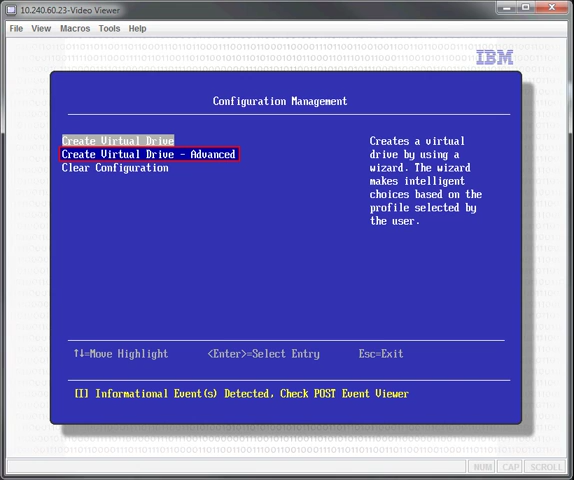 10.240.60.23-Video Viewer
File View Macros Tools Help
IBM
Configuration Management
Create Virtual Drive
Create Virtual Drive - Advanced
Clear Configuration
Creates a virtual
drive by using a
wizard. The wizard
makes intelligent
choices based on the
profile selected by
the user.
↑↓=Move Highlight <Enter>=Select Entry Esc=Exit
[I] Informational Event(s) Detected, Check POST Event Viewer
NUM CAP SCROLL